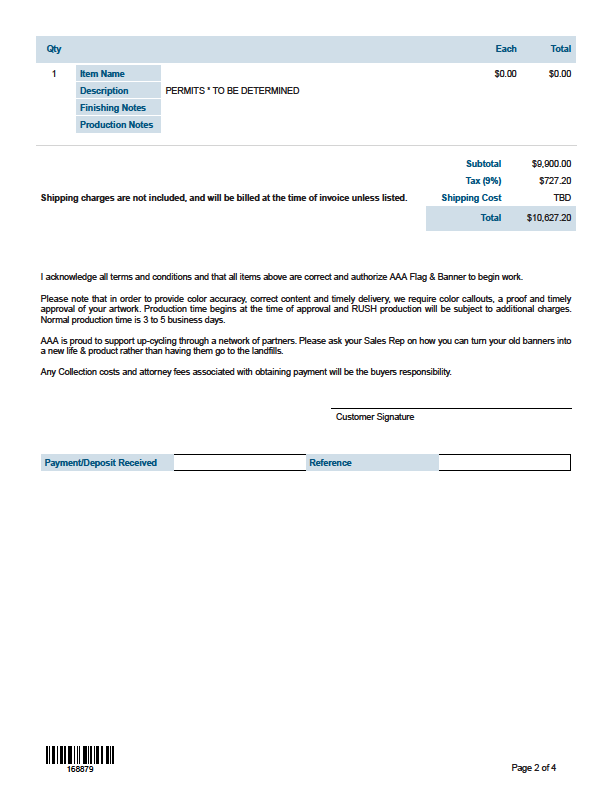 Qty Each Total
1 Item Name $0.00 $0.00
Description PERMITS * TO BE DETERMINED
Finishing Notes
Production Notes
Subtotal $9,900.00
Tax (9%) $727.20
Shipping charges are not included, and will be billed at the time of invoice unless listed. Shipping Cost TBD
Total $10,627.20
I acknowledge all terms and conditions and that all items above are correct and authorize AAA Flag & Banner to begin work.
Please note that in order to provide color accuracy, correct content and timely delivery, we require color callouts, a proof and timely
approval of your artwork. Production time begins at the time of approval and RUSH production will be subject to additional charges.
Normal production time is 3 to 5 business days.
AAA is proud to support up-cycling through a network of partners. Please ask your Sales Rep on how you can turn your old banners into
a new life & product rather than having them go to the landfills.
Any Collection costs and attorney fees associated with obtaining payment will be the buyers responsibility.
Customer Signature
Payment/Deposit Received Reference
168879
Page 2 of 4